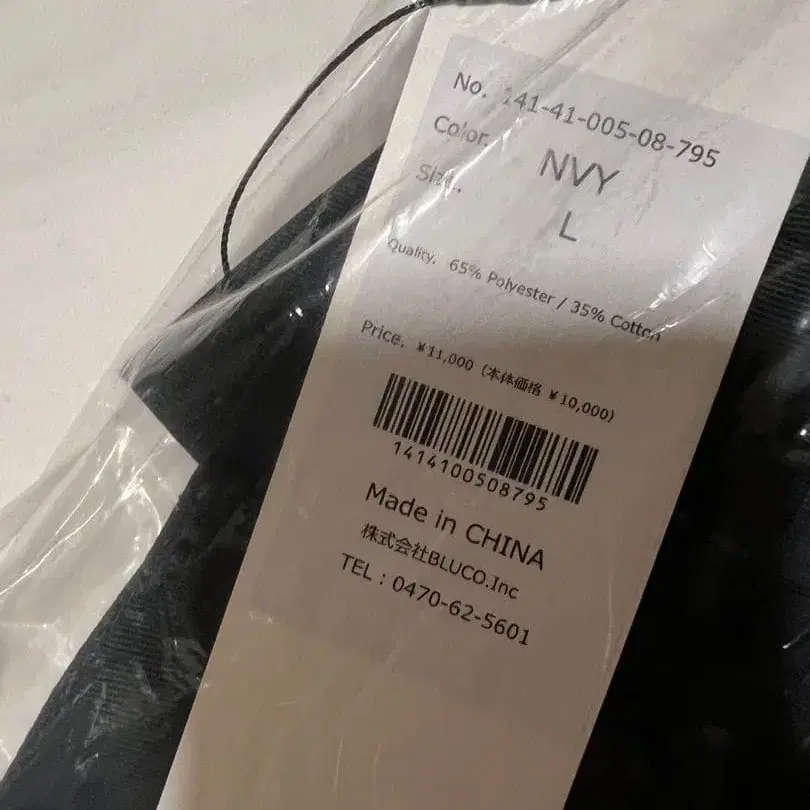 No. 141-41-005-08-795
Color. NVY
Size. L
Quality. 65% Polyester / 35% Cotton
Price. ¥11,000 (本体価格 ¥10,000)
1414100508795
Made in CHINA
株式会社BLUCO.Inc
TEL : 0470-62-5601